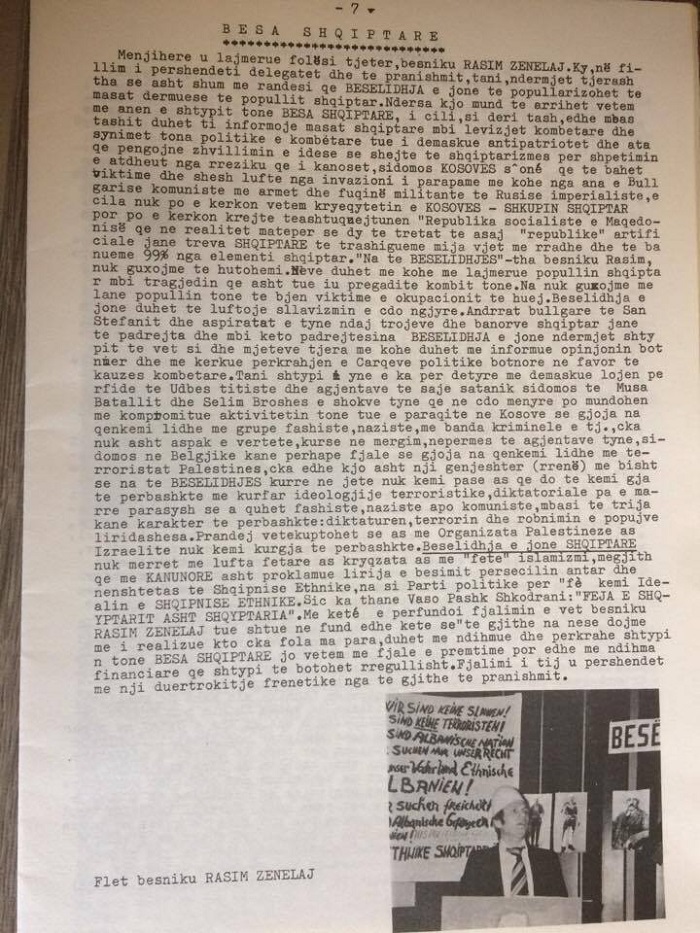 - 7 -
BESA SHQIPTARE
**************************
Menjihere u lajmerue folësi tjeter,besniku RASIM ZENELAJ.Ky,në fi-
llim i pershendeti delegatet dhe te pranishmit,tani,ndermjet tjerash
tha se asht shum me randesi qe BESELIDHJA e jone te popullarizohet te
masat dermuese te popullit shqiptar.Ndersa kjo mund te arrihet vetem
me anen e shtypit tone BESA SHQIPTARE, i cili,si deri tash,edhe mbas
tashit duhet ti informoje masat shqiptare mbi levizjet kombetare dhe
synimet tona politike e kombëtare tue i demaskue antipatriotet dhe ata
qe pengojne zhvillimin e idese se shejte te shqiptarizmes per shpetimin
e atdheut nga rreziku qe i kanoset,sidomos KOSOVES s^onë qe te bahet
viktime dhe shesh lufte nga invazioni i parapame me kohe nga ana e Bull
garise komuniste me armet dhe fuqinë militante te Rusise imperialiste,e
cila nuk po e kerkon vetem kryeqytetin e KOSOVES - SHKUPIN SHQIPTAR
por po e kerkon krejte teashtuquejtunen "Republika socialiste e Maqedo-
nisë qe ne realitet mateper se dy te tretat te asaj "republike" artifi
ciale jane treva SHQIPTARE te trashigueme mija vjet me rradhe dhe te ba
nueme 99% nga elementi shqiptar."Na te BESELIDHJES"-tha besniku Rasim,
nuk guxojme te hutohemi.Neve duhet me kohe me lajmerue popullin shqipta
r mbi tragjedin qe asht tue iu pregadite kombit tone.Na nuk guxojme me
lane popullin tone te bjen viktime e okupacionit te huej.Beselidhja e
jone duhet te luftoje sllavizmin e cdo ngjyre.Andrrat bullgare te San
Stefanit dhe aspiratat e tyne ndaj trojeve dhe banorve shqiptar jane
te padrejta dhe mbi keto padrejtesina BESELIDHJA e jone ndermjet shty
pit te vet si dhe mjeteve tjera me kohe duhet me informue opinjonin bot
nuer dhe me kerkue perkrahjen e Carqeve politike botnore ne favor te
kauzes kombetare.Tani shtypi i yne e ka per detyre me demaskue lojen pe
rfide te Udbes titiste dhe agjentave te saje satanik sidomos te Musa
Batallit dhe Selim Broshes e shokve tyne qe ne cdo menyre po mundohen
me kompromitue aktivitetin tone tue e paraqite ne Kosove se gjoja na
qenkemi lidhe me grupe fashiste,naziste,me banda kriminele e tj.,cka
nuk asht aspak e vertete,kurse ne mergim,nepermes te agjentave tyne,si-
domos ne Belgjike kane perhape fjale se gjoja na qenkemi lidhe me te-
rroristat Palestines,cka edhe kjo asht nji genjeshter (rrenë) me bisht
se na te BESELIDHJES kurre ne jete nuk kemi pase as qe do te kemi gja
te perbashkte me kurfar ideologjije terroristike,diktatoriale pa e ma-
rre parasysh se a quhet fashiste,naziste apo komuniste,mbasi te trija
kane karakter te perbashkte:diktaturen,terrorin dhe robnimin e popujve
liridashesa.Prandej vetekuptohet se as me Organizata Palestineze as
Izraelite nuk kemi kurgja te perbashkte.Beselidhja e jone SHQIPTARE
nuk merret me lufta fetare as kryqzata as me "fete" islamizmi,megjith
qe me KANUNORE asht proklamue lirija e besimit persecilin antar dhe
nenshtetas te Shqipnise Ethnike,na si Parti politike per "fè kemi Ide-
alin e SHQIPNISE ETHNIKE.Sic ka thane Vaso Pashk Shkodrani:"FEJA E SHQ-
YPTARIT ASHT SHQYPTARIA".Me ketë e perfundoi fjalimin e vet besniku
RASIM ZENELAJ tue shtue ne fund edhe kete se"te gjithe na nese dojme
me i realizue kto cka fola ma para,duhet me ndihmue dhe perkrahe shtypi
n tone BESA SHQIPTARE jo vetem me fjale e premtime por edhe me ndihma
financiare qe shtypi te botohet rregullisht.Fjalimi i tij u pershendet
me nji duertrokitje frenetike nga te gjithe te pranishmit.
WIR SIND KEINE SLAWEN!
SIND KEINE TERRORISTEN!
SIND ALBANISCHE NATION
SUCHEN NUR UNSER RECHT
unser Vaterland Ethnische
LBANIEN!
suchen freiheit
Albanische
THNIKE SHQIPTARE
BESË
Flet besniku RASIM ZENELAJ